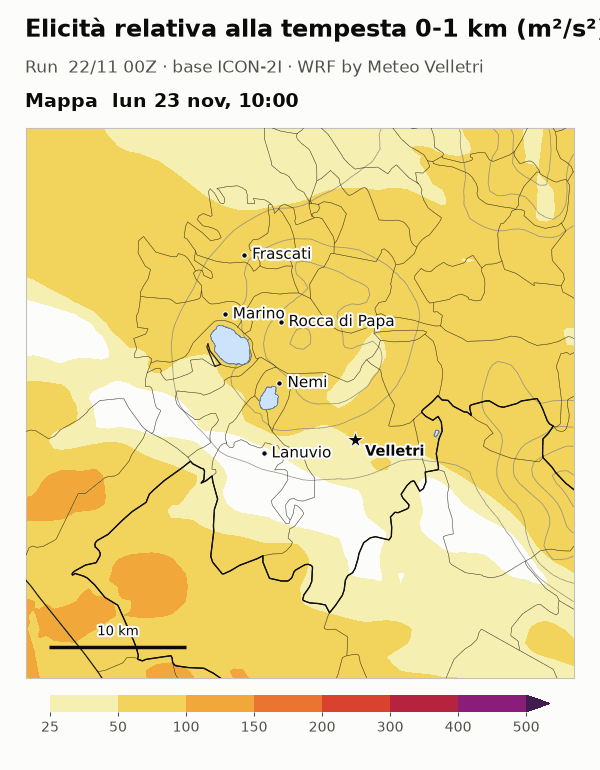 Elicità relativa alla tempesta 0-1 km (m²/s²)
Run 22/11 00Z · base ICON-2I · WRF by Meteo Velletri
Mappa lun 23 nov, 10:00
Frascati
Marino
Rocca di Papa
Nemi
Velletri
Lanuvio
10 km
25 50 100 150 200 300 400 500